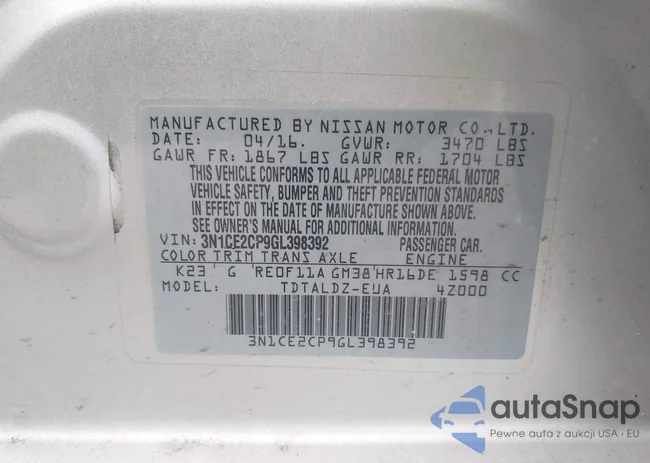 MANUFACTURED BY NISSAN MOTOR CO., LTD.
DATE: 04/16. GVWR: 3470 LBS
GAWR FR: 1867 LBS GAWR RR: 1704 LBS
THIS VEHICLE CONFORMS TO ALL APPLICABLE FEDERAL MOTOR
VEHICLE SAFETY, BUMPER AND THEFT PREVENTION STANDARDS
IN EFFECT ON THE DATE OF MANUFACTURE SHOWN ABOVE.
SEE OWNER'S MANUAL FOR ADDITIONAL INFORMATION.
VIN: 3N1CE2CP9GL398392 PASSENGER CAR.
COLOR TRIM TRANS AXLE ENGINE
K23 G RE0F11A GM38 HR16DE 1598 CC
MODEL: TDTALDZ-EUA 4Z000
3N1CE2CP9GL398392
autaSnap
Pewne auta z aukcji USA i EU